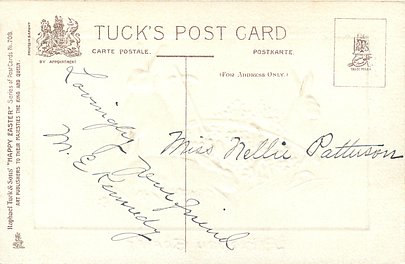 TUCK'S POST CARD
CARTE POSTALE.
POSTKARTE.
(For Address Only.)
BY APPOINTMENT
Raphael Tuck & Sons' "HAPPY EASTER" Series of Post Cards No. 700B.
ART PUBLISHERS TO THEIR MAJESTIES THE KING AND QUEEN.
Lovingly
Your Friend
M. E. Kennedy
Miss Nellie Patterson